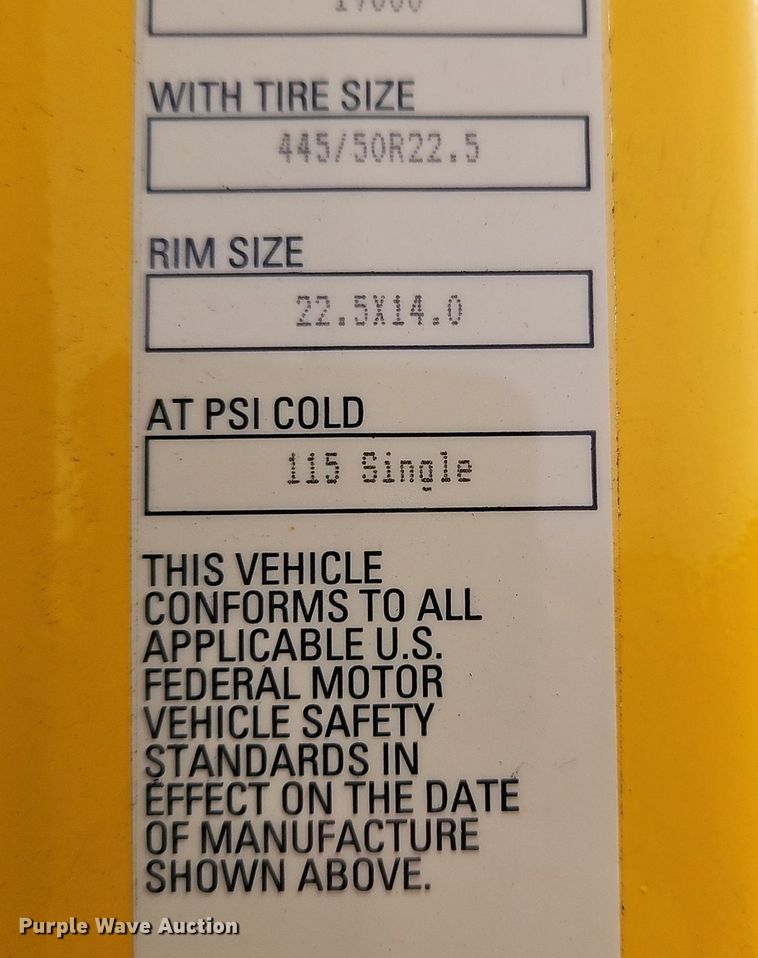 WITH TIRE SIZE
445/50R22.5
RIM SIZE
22.5X14.0
AT PSI COLD
115 Single
THIS VEHICLE
CONFORMS TO ALL
APPLICABLE U.S.
FEDERAL MOTOR
VEHICLE SAFETY
STANDARDS IN
EFFECT ON THE DATE
OF MANUFACTURE
SHOWN ABOVE.
Purple Wave Auction